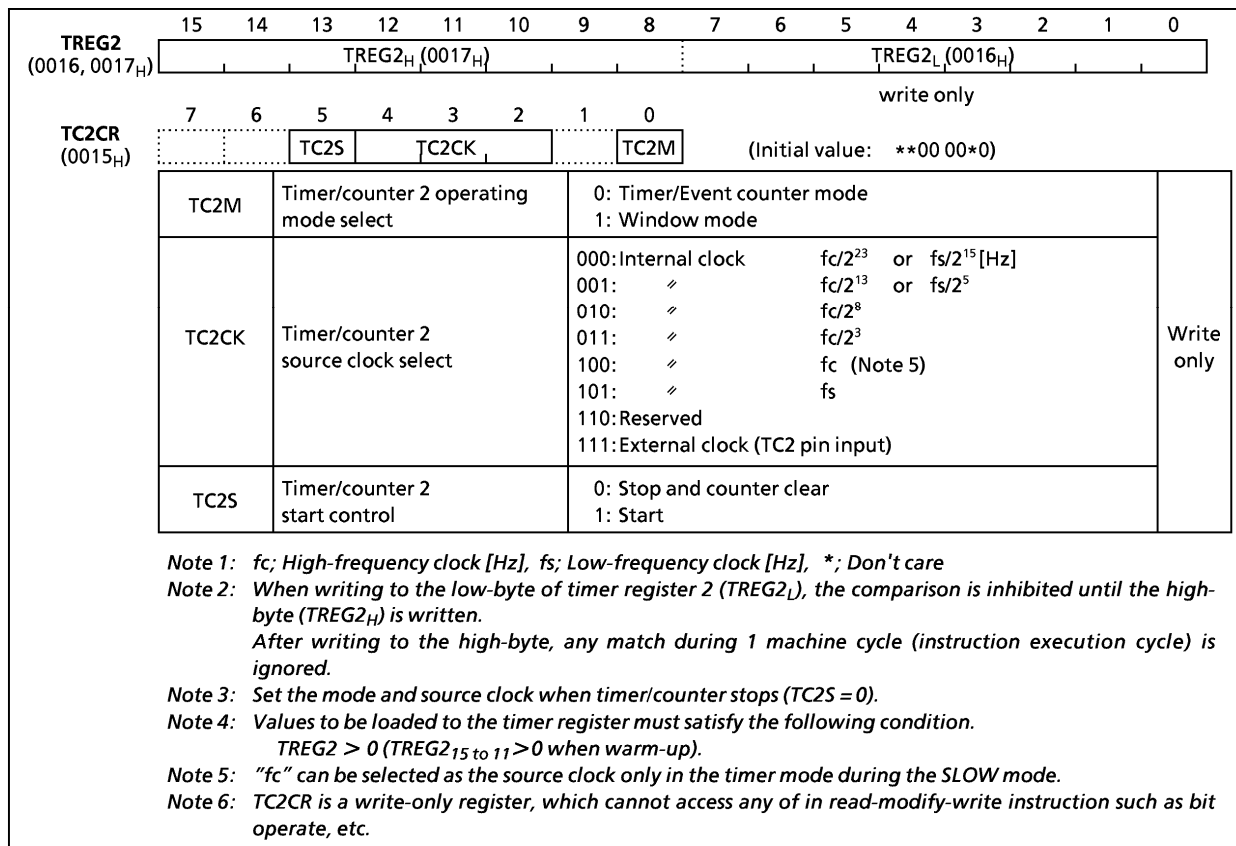 15 14 13 12 11 10 9 8 7 6 5 4 3 2 1 0
TREG2
(0016, 0017H)
TREG2H (0017H) TREG2L (0016H)
write only
7 6 5 4 3 2 1 0
TC2CR
(0015H)
TC2S TC2CK TC2M (Initial value: **00 00*0)
TC2M Timer/counter 2 operating mode select
0: Timer/Event counter mode
1: Window mode
TC2CK Timer/counter 2 source clock select
000: Internal clock fc/2^23 or fs/2^15 [Hz]
001: 〃 fc/2^13 or fs/2^5
010: 〃 fc/2^8
011: 〃 fc/2^3
100: 〃 fc (Note 5)
101: 〃 fs
110: Reserved
111: External clock (TC2 pin input)
Write only
TC2S Timer/counter 2 start control
0: Stop and counter clear
1: Start
Note 1: fc; High-frequency clock [Hz], fs; Low-frequency clock [Hz], *; Don't care
Note 2: When writing to the low-byte of timer register 2 (TREG2L), the comparison is inhibited until the high-
byte (TREG2H) is written.
After writing to the high-byte, any match during 1 machine cycle (instruction execution cycle) is
ignored.
Note 3: Set the mode and source clock when timer/counter stops (TC2S = 0).
Note 4: Values to be loaded to the timer register must satisfy the following condition.
TREG2 > 0 (TREG2 15 to 11 > 0 when warm-up).
Note 5: "fc" can be selected as the source clock only in the timer mode during the SLOW mode.
Note 6: TC2CR is a write-only register, which cannot access any of in read-modify-write instruction such as bit
operate, etc.